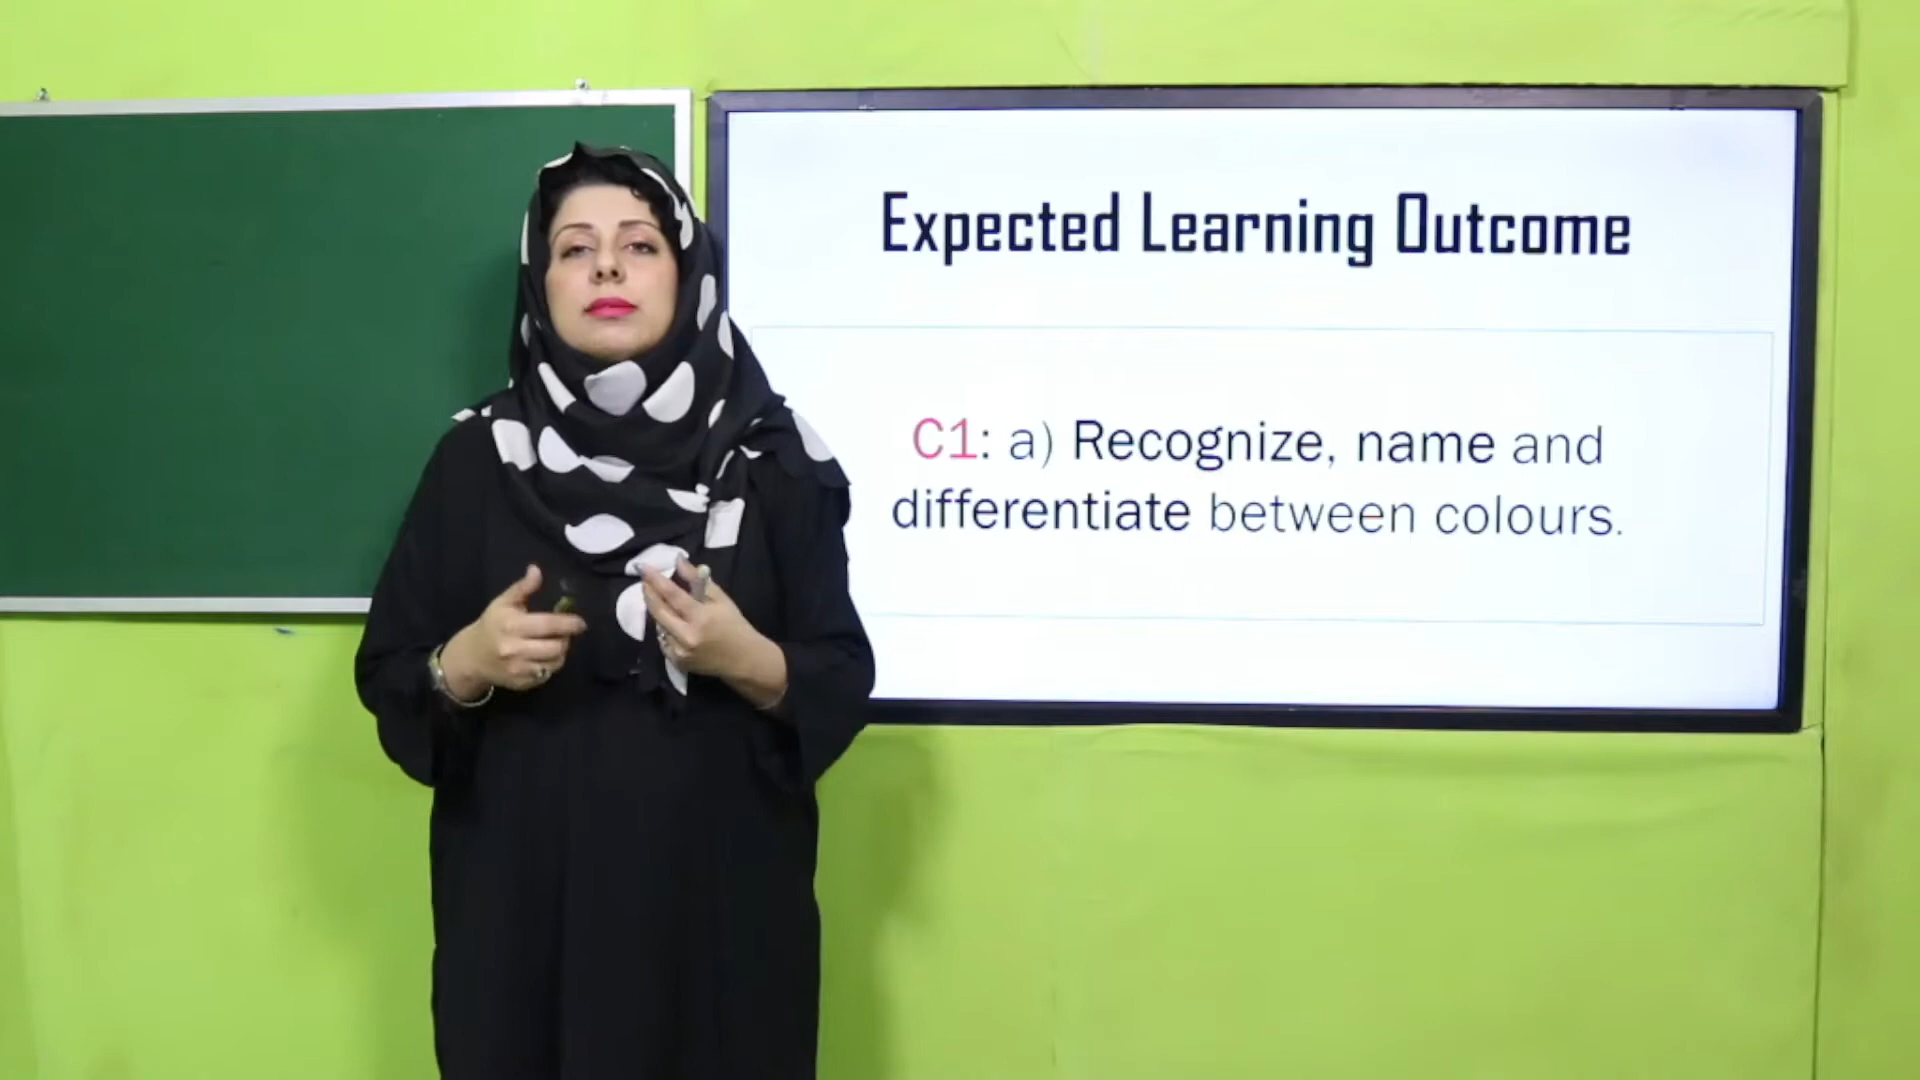 Expected Learning Outcome
C1: a) Recognize, name and
differentiate between colours.